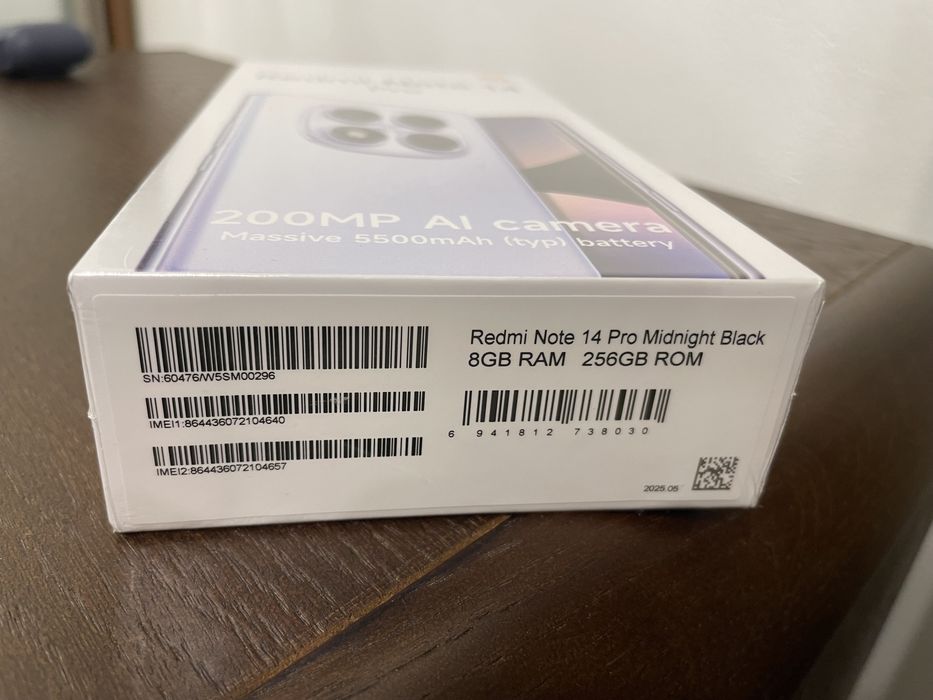 200MP AI camera
Massive 5500mAh (typ) battery
SN:60476/W5SM00296
IMEI1:864436072104640
IMEI2:864436072104657
Redmi Note 14 Pro Midnight Black
8GB RAM 256GB ROM
6 941812 738030
2025.05